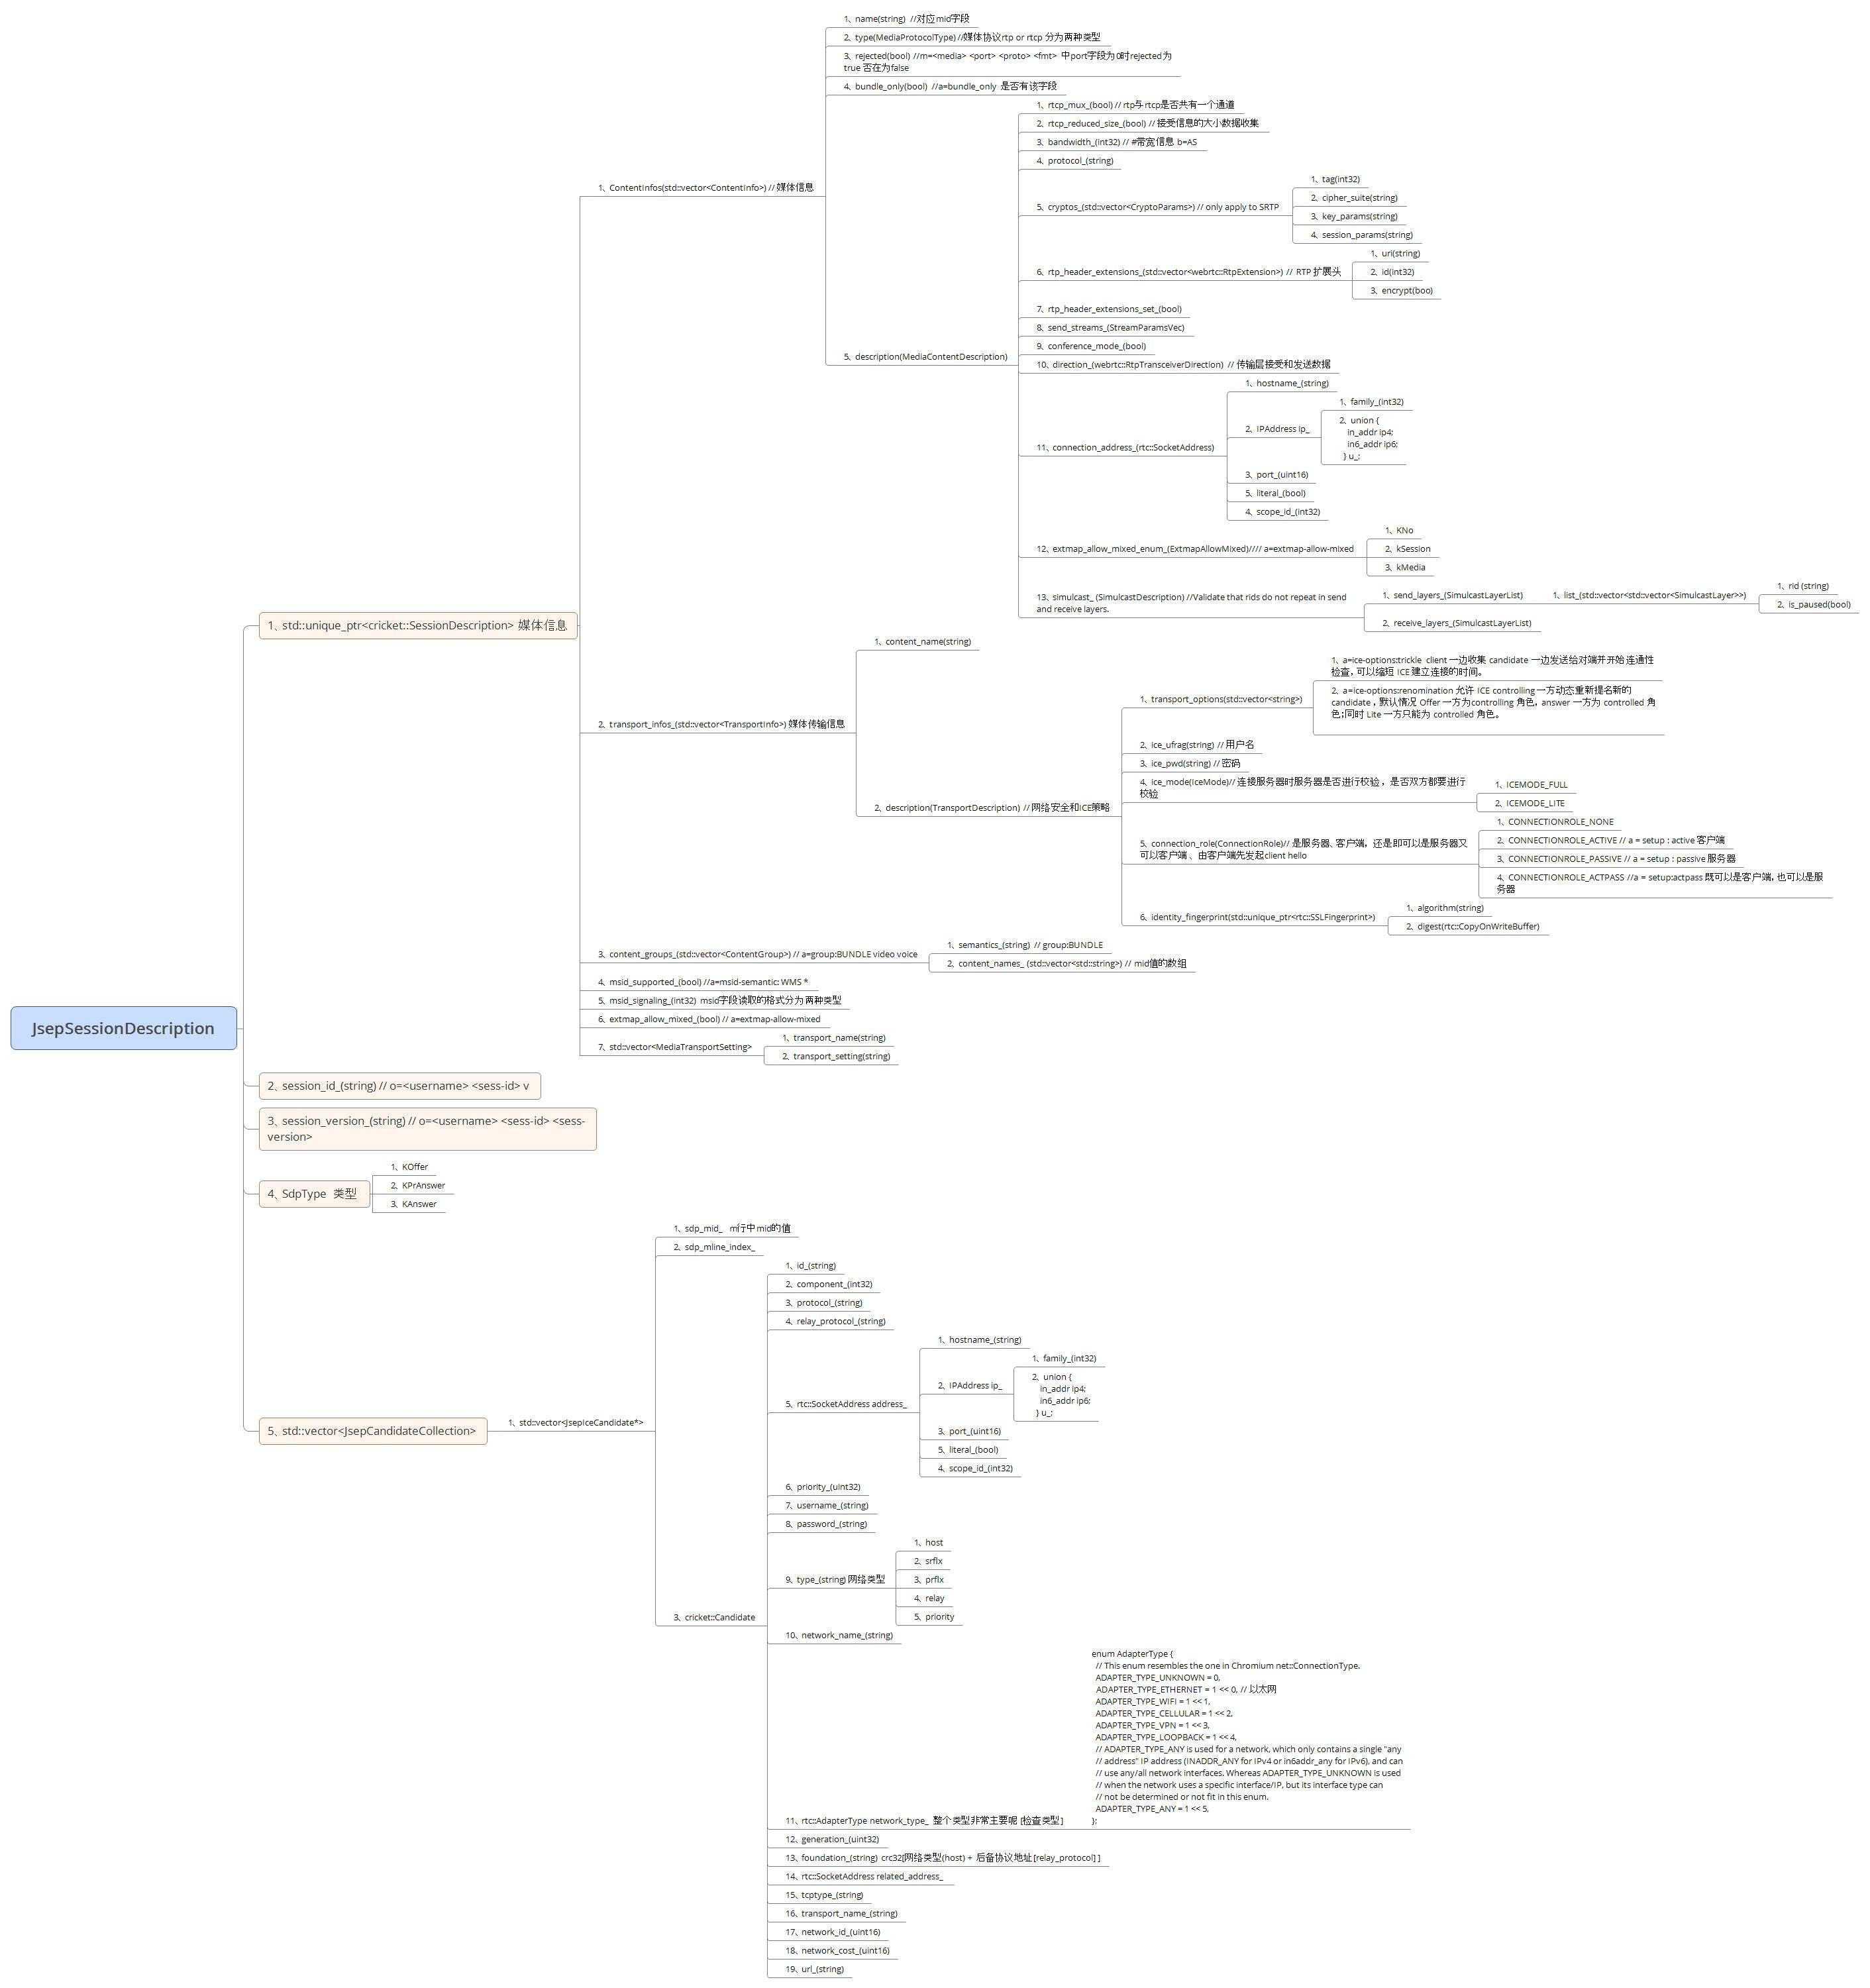 JsepSessionDescription
1、std::unique_ptr<cricket::SessionDescription> 媒体信息
1、ContentInfos(std::vector<ContentInfo>) // 媒体信息
1、name(string)  //对应mid字段
2、type(MediaProtocolType) //媒体协议rtp or rtcp 分为两种类型
3、rejected(bool) //m=<media> <port> <proto> <fmt>  中port字段为0时rejected为
true 否在为false
4、bundle_only(bool)  //a=bundle_only  是否有该字段
5、description(MediaContentDescription)
1、rtcp_mux_(bool) // rtp与rtcp是否共有一个通道
2、rtcp_reduced_size_(bool) // 接受信息的大小数据收集
3、bandwidth_(int32) // #带宽信息 b=AS
4、protocol_(string)
5、cryptos_(std::vector<CryptoParams>) // only apply to SRTP
1、tag(int32)
2、cipher_suite(string)
3、key_params(string)
4、session_params(string)
6、rtp_header_extensions_(std::vector<webrtc::RtpExtension>)  //  RTP 扩展头
1、uri(string)
2、id(int32)
3、encrypt(boo)
7、rtp_header_extensions_set_(bool)
8、send_streams_(StreamParamsVec)
9、conference_mode_(bool)
10、direction_(webrtc::RtpTransceiverDirection)  // 传输层接受和发送数据
11、connection_address_(rtc::SocketAddress)
1、hostname_(string)
2、IPAddress ip_
1、family_(int32)
2、union {
in_addr ip4;
in6_addr ip6;
} u_;
3、port_(uint16)
5、literal_(bool)
4、scope_id_(int32)
12、extmap_allow_mixed_enum_(ExtmapAllowMixed)//// a=extmap-allow-mixed
1、KNo
2、kSession
3、kMedia
13、simulcast_ (SimulcastDescription) //Validate that rids do not repeat in send
and receive layers.
1、send_layers_(SimulcastLayerList)
1、list_(std::vector<std::vector<SimulcastLayer>>)
1、rid (string)
2、is_paused(bool)
2、receive_layers_(SimulcastLayerList)
2、transport_infos_(std::vector<TransportInfo>) 媒体传输信息
1、content_name(string)
2、description(TransportDescription)  // 网络安全和ICE策略
1、transport_options(std::vector<string>)
1、a=ice-options:trickle  client 一边收集 candidate 一边发送给对端并开始连通性
检查，可以缩短 ICE 建立连接的时间。
2、a=ice-options:renomination 允许 ICE controlling 一方动态重新提名新的
candidate ，默认情况 Offer 一方为controlling 角色，answer 一方为 controlled 角
色；同时 Lite 一方只能为 controlled 角色。
2、ice_ufrag(string)  // 用户名
3、ice_pwd(string) // 密码
4、ice_mode(IceMode)// 连接服务器时服务器是否进行校验 ，是否双方都要进行
校验
1、ICEMODE_FULL
2、ICEMODE_LITE
5、connection_role(ConnectionRole)// 是服务器、客户端，还是即可以是服务器又
可以客户端 、由客户端先发起client hello
1、CONNECTIONROLE_NONE
2、CONNECTIONROLE_ACTIVE // a = setup : active 客户端
3、CONNECTIONROLE_PASSIVE // a = setup : passive 服务器
4、CONNECTIONROLE_ACTPASS //a = setup:actpass 既可以是客户端，也可以是服
务器
6、identity_fingerprint(std::unique_ptr<rtc::SSLFingerprint>)
1、algorithm(string)
2、digest(rtc::CopyOnWriteBuffer)
3、content_groups_(std::vector<ContentGroup>) // a=group:BUNDLE video voice
1、semantics_(string)  // group:BUNDLE
2、content_names_ (std::vector<std::string>) // mid值的数组
4、msid_supported_(bool) //a=msid-semantic: WMS *
5、msid_signaling_(int32)  msid字段读取的格式分为 两种类型
6、extmap_allow_mixed_(bool) // a=extmap-allow-mixed
7、std::vector<MediaTransportSetting>
1、transport_name(string)
2、transport_setting(string)
2、session_id_(string) // o=<username> <sess-id> v
3、session_version_(string) // o=<username> <sess-id> <sess-
version>
4、SdpType  类型
1、KOffer
2、KPrAnswer
3、KAnswer
5、std::vector<JsepCandidateCollection>
1、std::vector<JsepIceCandidate*>
1、sdp_mid_   m行中mid的值
2、sdp_mline_index_
3、cricket::Candidate
1、id_(string)
2、component_(int32)
3、protocol_(string)
4、relay_protocol_(string)
5、rtc::SocketAddress address_
1、hostname_(string)
2、IPAddress ip_
1、family_(int32)
2、union {
in_addr ip4;
in6_addr ip6;
} u_;
3、port_(uint16)
5、literal_(bool)
4、scope_id_(int32)
6、priority_(uint32)
7、username_(string)
8、password_(string)
9、type_(string) 网络类型
1、host
2、srflx
3、prflx
4、relay
5、priority
10、network_name_(string)
11、rtc::AdapterType network_type_  整个类型非常主要呢 [检查类型]
enum AdapterType {
// This enum resembles the one in Chromium net::ConnectionType.
ADAPTER_TYPE_UNKNOWN = 0,
ADAPTER_TYPE_ETHERNET = 1 << 0, // 以太网
ADAPTER_TYPE_WIFI = 1 << 1,
ADAPTER_TYPE_CELLULAR = 1 << 2,
ADAPTER_TYPE_VPN = 1 << 3,
ADAPTER_TYPE_LOOPBACK = 1 << 4,
// ADAPTER_TYPE_ANY is used for a network, which only contains a single "any
// address" IP address (INADDR_ANY for IPv4 or in6addr_any for IPv6), and can
// use any/all network interfaces. Whereas ADAPTER_TYPE_UNKNOWN is used
// when the network uses a specific interface/IP, but its interface type can
// not be determined or not fit in this enum.
ADAPTER_TYPE_ANY = 1 << 5,
};
12、generation_(uint32)
13、foundation_(string)  crc32[网络类型(host) +  后备协议地址[relay_protocol] ]
14、rtc::SocketAddress related_address_
15、tcptype_(string)
16、transport_name_(string)
17、network_id_(uint16)
18、network_cost_(uint16)
19、url_(string)